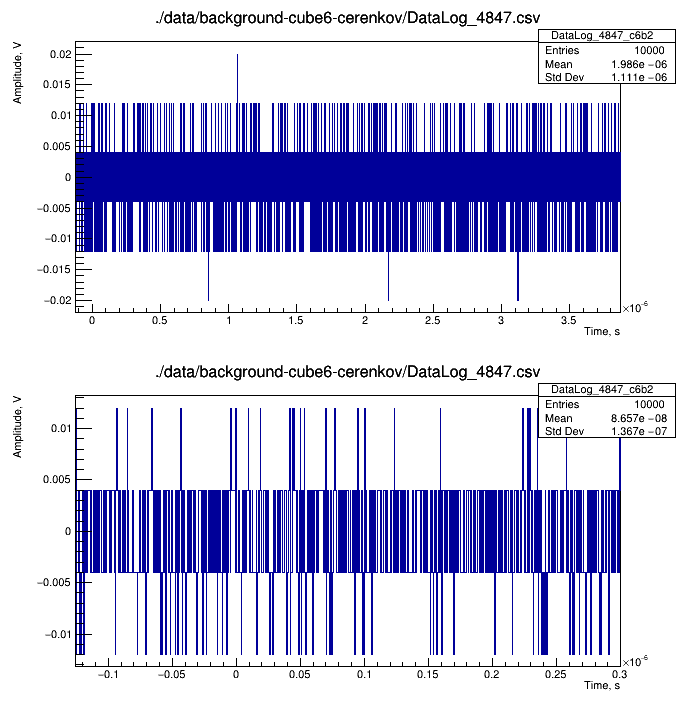 ./data/background-cube6-cerenkov/DataLog_4847.csv
Amplitude, V
DataLog_4847_c6b2
Entries 10000
Mean 1.986e −06
Std Dev 1.111e −06
0.02
0.015
0.01
0.005
0
−0.005
−0.01
−0.015
−0.02
0 0.5 1 1.5 2 2.5 3 3.5
×10⁻⁶
Time, s
./data/background-cube6-cerenkov/DataLog_4847.csv
Amplitude, V
DataLog_4847_c6b2
Entries 10000
Mean 8.657e −08
Std Dev 1.367e −07
0.01
0.005
0
−0.005
−0.01
−0.1 −0.05 0 0.05 0.1 0.15 0.2 0.25 0.3
×10⁻⁶
Time, s